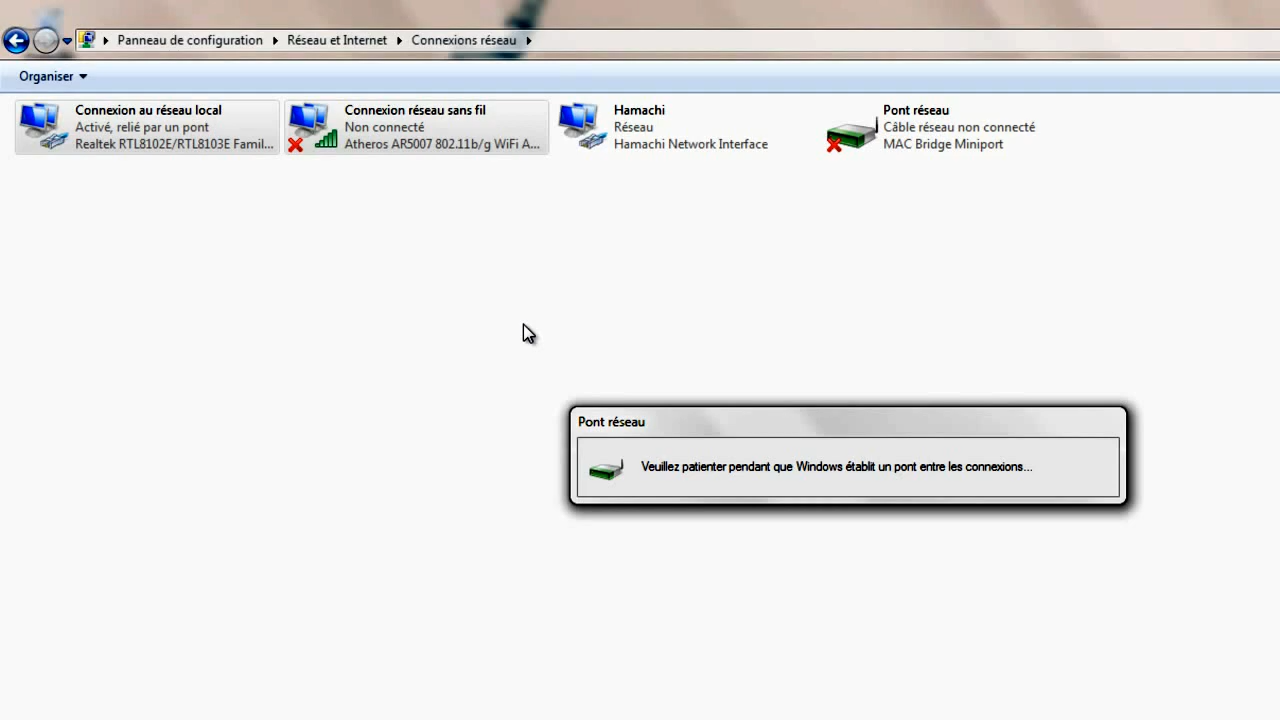 Panneau de configuration Réseau et Internet Connexions réseau
Organiser
Connexion au réseau local
Activé, relié par un pont
Realtek RTL8102E/RTL8103E Famil...
Connexion réseau sans fil
Non connecté
Atheros AR5007 802.11b/g WiFi A...
Hamachi
Réseau
Hamachi Network Interface
Pont réseau
Câble réseau non connecté
MAC Bridge Miniport
Pont réseau
Veuillez patienter pendant que Windows établit un pont entre les connexions...